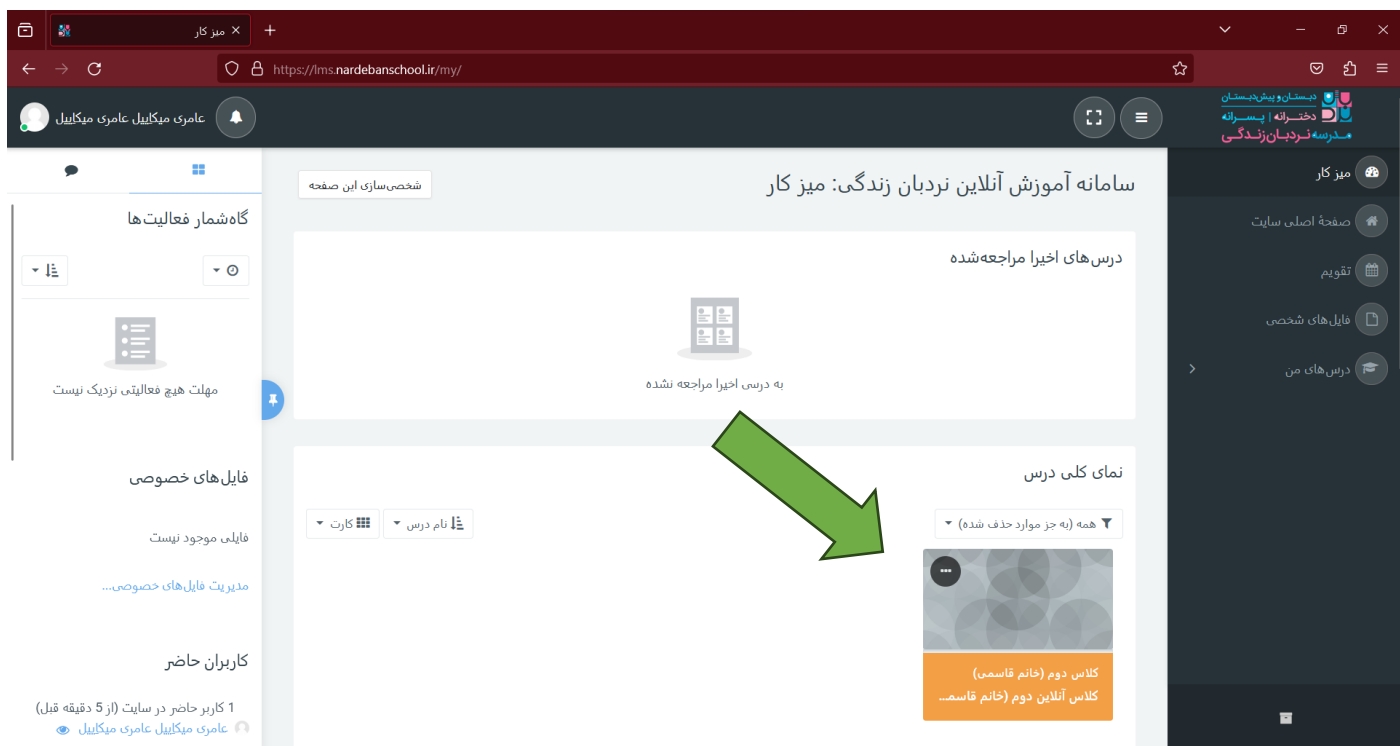 میز کار
https://lms.nardebanschool.ir/my/
دبستان و پیش‌دبستان
دخترانه | پسرانه
مدرسه نردبان زندگی
عامری میکاییل عامری میکاییل
میز کار
صفحهٔ اصلی سایت
تقویم
فایل‌های شخصی
درس‌های من
سامانه آموزش آنلاین نردبان زندگی: میز کار
شخصی‌سازی این صفحه
درس‌های اخیرا مراجعه‌شده
به درسی اخیرا مراجعه نشده
نمای کلی درس
همه (به جز موارد حذف شده)
نام درس
کارت
کلاس دوم (خانم قاسمی)
کلاس آنلاین دوم (خانم قاسمـ...
گاه‌شمار فعالیت‌ها
مهلت هیچ فعالیتی نزدیک نیست
فایل‌های خصوصی
فایلی موجود نیست
مدیریت فایل‌های خصوصی...
کاربران حاضر
1 کاربر حاضر در سایت (از 5 دقیقه قبل)
عامری میکاییل عامری میکاییل